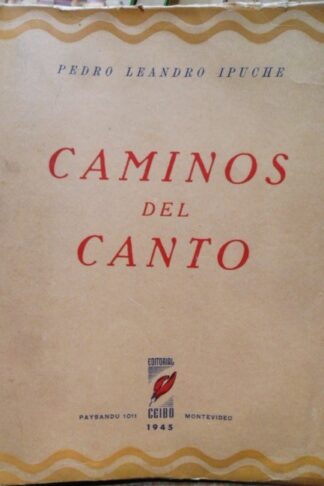 PEDRO LEANDRO IPUCHE
CAMINOS
DEL
CANTO
EDITORIAL
CEIBO
PAYSANDU 1011 MONTEVIDEO
1945